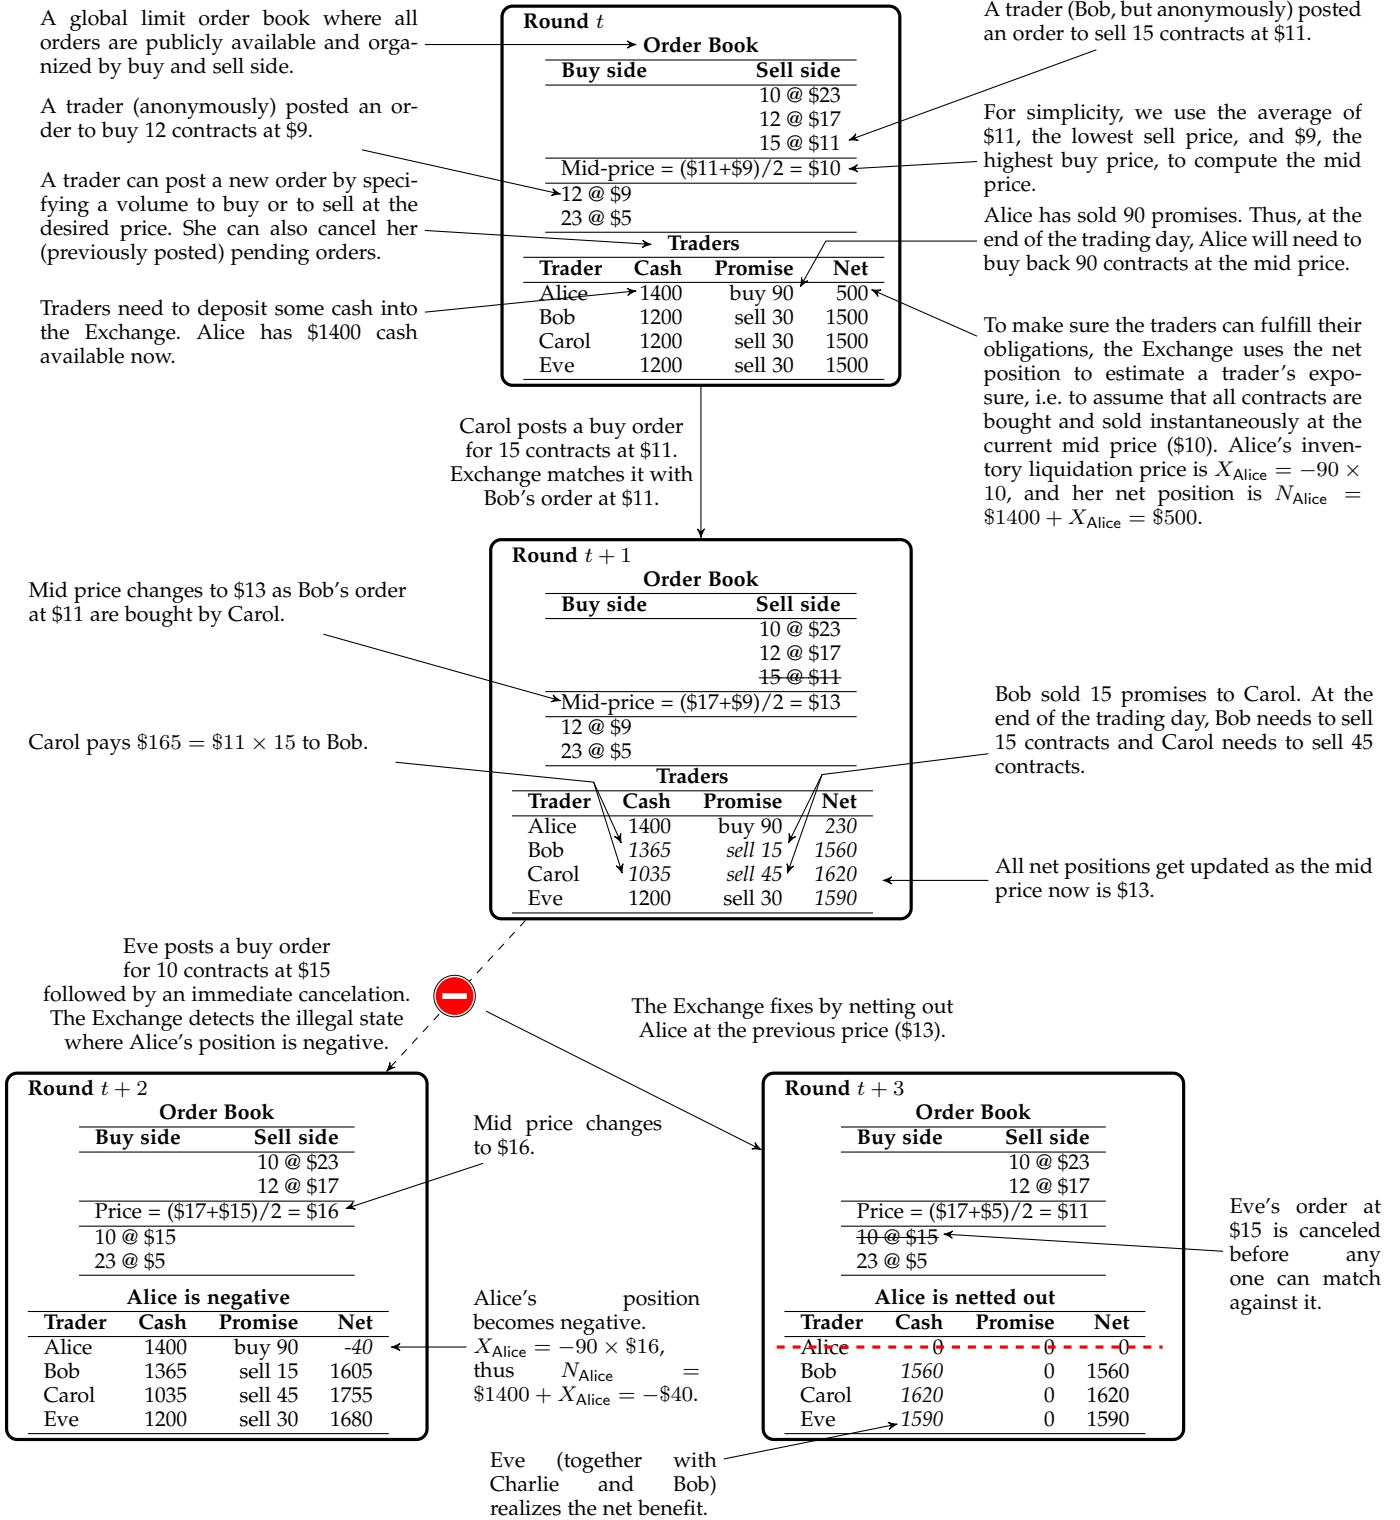 A global limit order book where all
orders are publicly available and orga-
nized by buy and sell side.
A trader (anonymously) posted an or-
der to buy 12 contracts at $9.
A trader can post a new order by speci-
fying a volume to buy or to sell at the
desired price. She can also cancel her
(previously posted) pending orders.
Traders need to deposit some cash into
the Exchange. Alice has $1400 cash
available now.
Round t
Order Book
Buy side Sell side
10 @ $23
12 @ $17
15 @ $11
Mid-price = ($11+$9)/2 = $10
12 @ $9
23 @ $5
Traders
Trader Cash Promise Net
Alice 1400 buy 90 500
Bob 1200 sell 30 1500
Carol 1200 sell 30 1500
Eve 1200 sell 30 1500
A trader (Bob, but anonymously) posted
an order to sell 15 contracts at $11.
For simplicity, we use the average of
$11, the lowest sell price, and $9, the
highest buy price, to compute the mid
price.
Alice has sold 90 promises. Thus, at the
end of the trading day, Alice will need to
buy back 90 contracts at the mid price.
To make sure the traders can fulfill their
obligations, the Exchange uses the net
position to estimate a trader's expo-
sure, i.e. to assume that all contracts are
bought and sold instantaneously at the
current mid price ($10). Alice's inven-
tory liquidation price is X_Alice = −90 ×
10, and her net position is N_Alice =
$1400 + X_Alice = $500.
Carol posts a buy order
for 15 contracts at $11.
Exchange matches it with
Bob's order at $11.
Mid price changes to $13 as Bob's order
at $11 are bought by Carol.
Carol pays $165 = $11 × 15 to Bob.
Round t + 1
Order Book
Buy side Sell side
10 @ $23
12 @ $17
15 @ $11
Mid-price = ($17+$9)/2 = $13
12 @ $9
23 @ $5
Traders
Trader Cash Promise Net
Alice 1400 buy 90 230
Bob 1365 sell 15 1560
Carol 1035 sell 45 1620
Eve 1200 sell 30 1590
Bob sold 15 promises to Carol. At the
end of the trading day, Bob needs to sell
15 contracts and Carol needs to sell 45
contracts.
All net positions get updated as the mid
price now is $13.
Eve posts a buy order
for 10 contracts at $15
followed by an immediate cancelation.
The Exchange detects the illegal state
where Alice's position is negative.
The Exchange fixes by netting out
Alice at the previous price ($13).
Round t + 2
Order Book
Buy side Sell side
10 @ $23
12 @ $17
Price = ($17+$15)/2 = $16
10 @ $15
23 @ $5
Alice is negative
Trader Cash Promise Net
Alice 1400 buy 90 -40
Bob 1365 sell 15 1605
Carol 1035 sell 45 1755
Eve 1200 sell 30 1680
Mid price changes
to $16.
Alice's position
becomes negative.
X_Alice = −90 × $16,
thus N_Alice =
$1400 + X_Alice = −$40.
Eve (together with
Charlie and Bob)
realizes the net benefit.
Round t + 3
Order Book
Buy side Sell side
10 @ $23
12 @ $17
Price = ($17+$5)/2 = $11
10 @ $15
23 @ $5
Alice is netted out
Trader Cash Promise Net
Alice 0 0 0
Bob 1560 0 1560
Carol 1620 0 1620
Eve 1590 0 1590
Eve's order at
$15 is canceled
before any
one can match
against it.